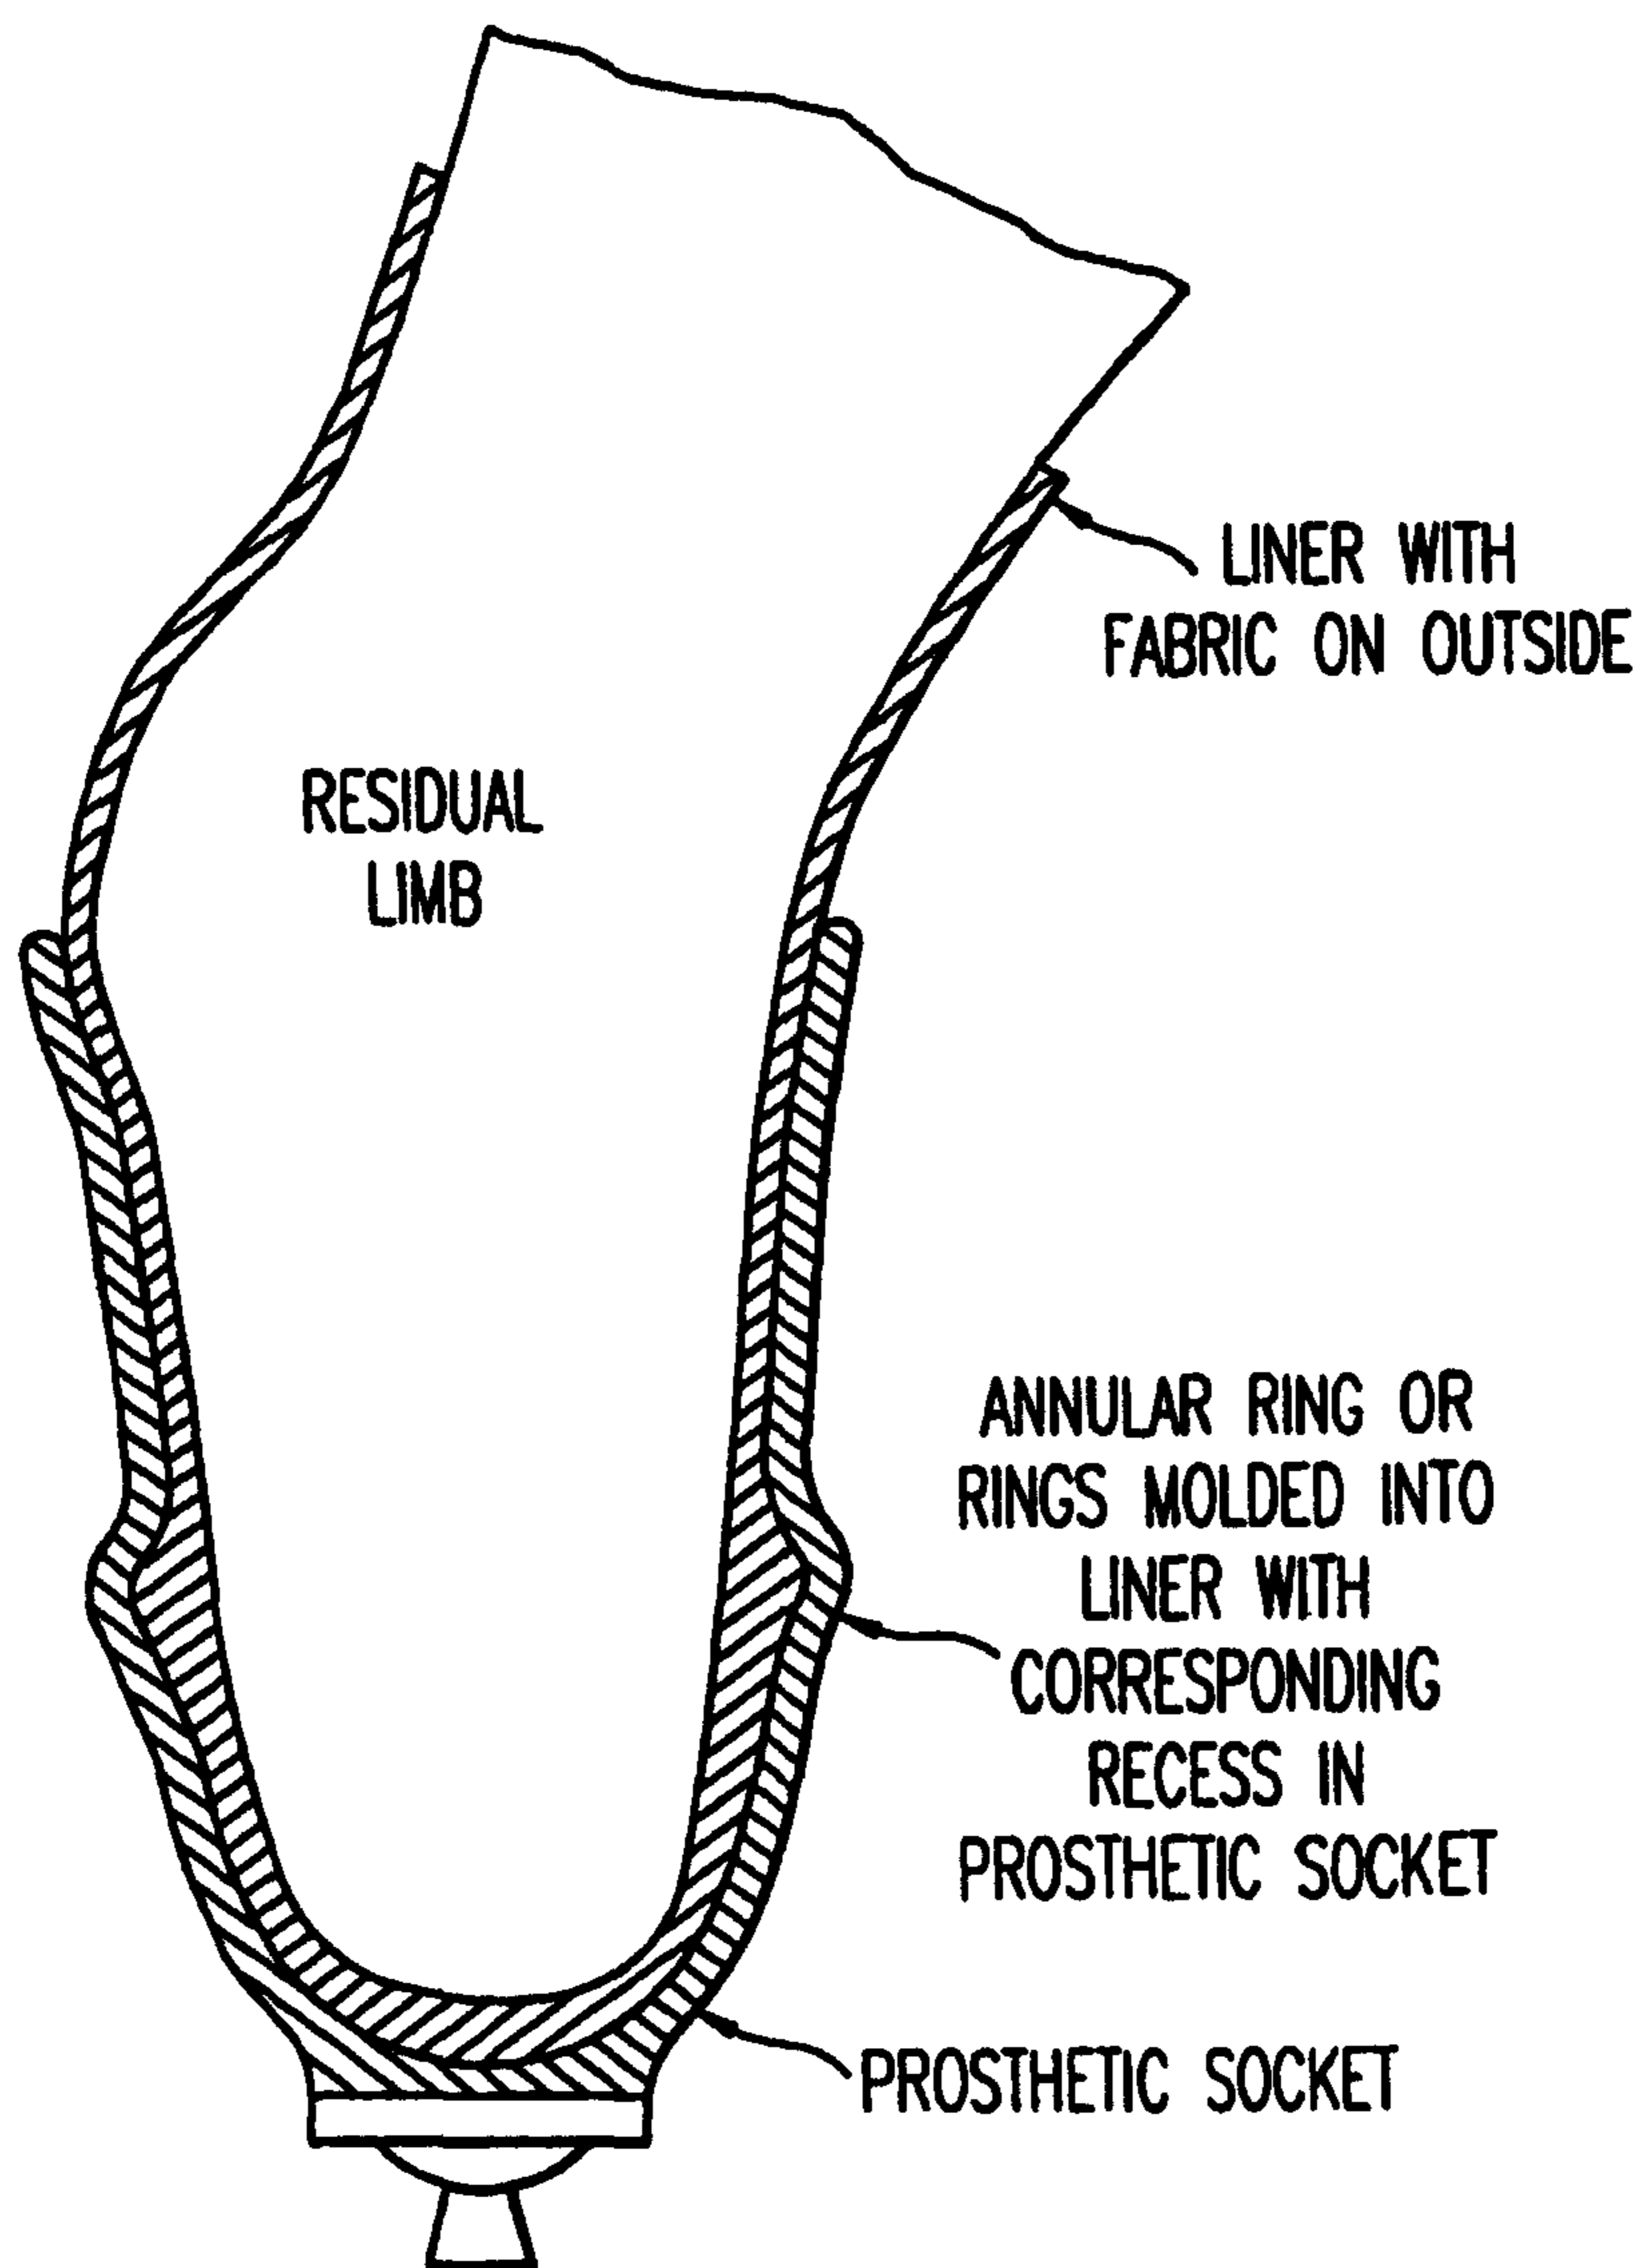 LINER WITH
FABRIC ON OUTSIDE
RESIDUAL
LIMB
ANNULAR RING OR
RINGS MOLDED INTO
LINER WITH
CORRESPONDING
RECESS IN
PROSTHETIC SOCKET
PROSTHETIC SOCKET